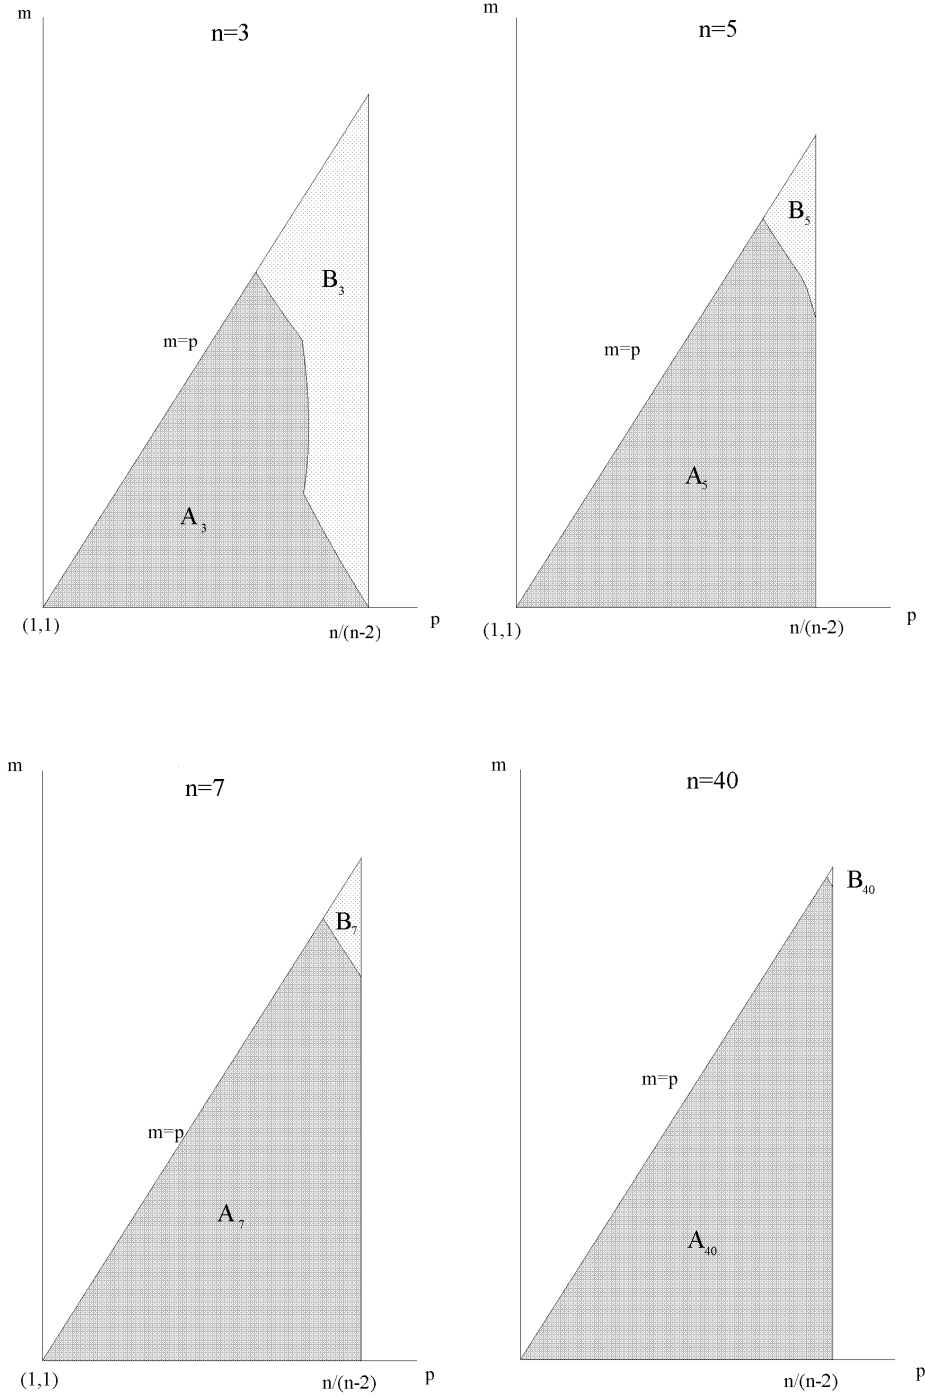 m
n=3
B3
m=p
A3
(1,1)
n/(n-2)
p
m
n=5
B5
m=p
A5
(1,1)
n/(n-2)
p
m
n=7
B7
m=p
A7
(1,1)
n/(n-2)
p
m
n=40
B40
m=p
A40
n/(n-2)
p